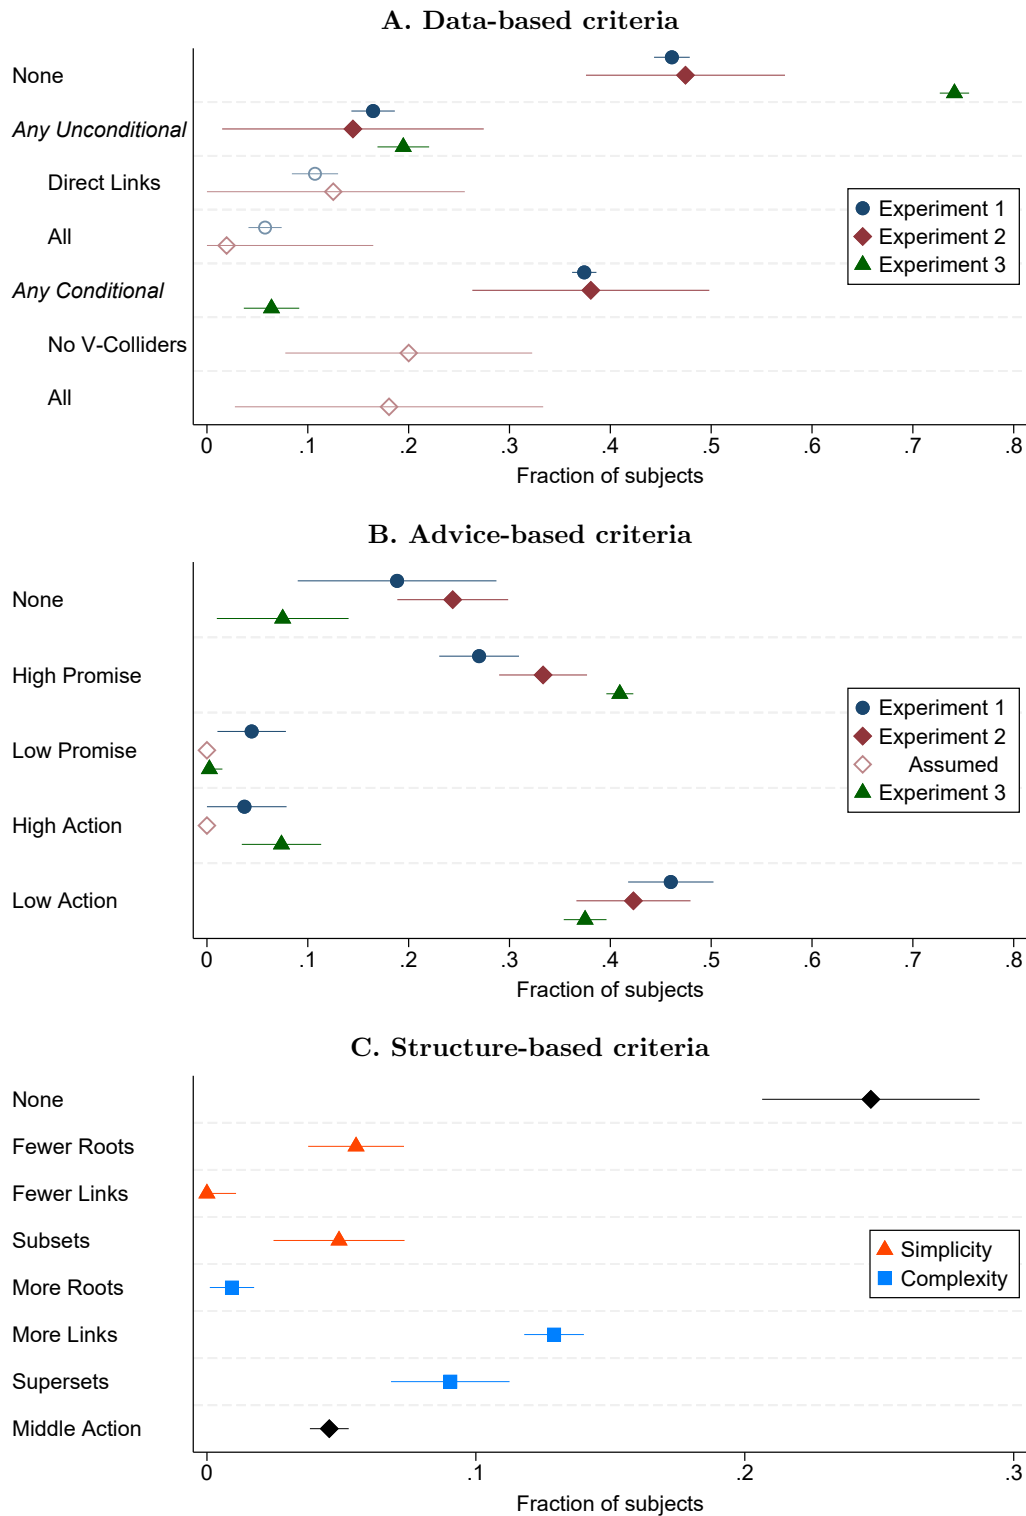 A. Data-based criteria
None
Any Unconditional
Direct Links
All
Any Conditional
No V-Colliders
All
Experiment 1
Experiment 2
Experiment 3
0 .1 .2 .3 .4 .5 .6 .7 .8
Fraction of subjects
B. Advice-based criteria
None
High Promise
Low Promise
High Action
Low Action
Experiment 1
Experiment 2
Assumed
Experiment 3
0 .1 .2 .3 .4 .5 .6 .7 .8
Fraction of subjects
C. Structure-based criteria
None
Fewer Roots
Fewer Links
Subsets
More Roots
More Links
Supersets
Middle Action
Simplicity
Complexity
0 .1 .2 .3
Fraction of subjects